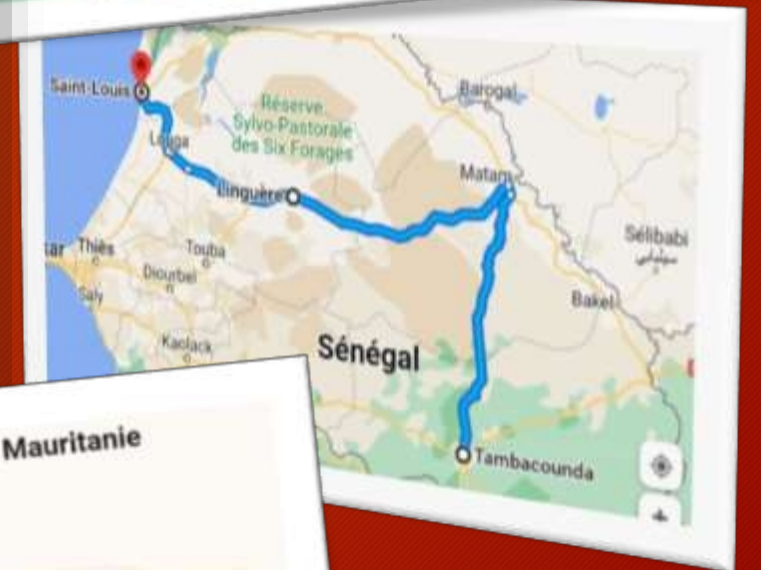 Saint-Louis
Réserve
Sylvo-Pastorale
des Six Forages
Barogal
Louga
Linguère
Matam
Sélibabi
سيليبابي
Thiès
Touba
Diourbel
Saly
Bakel
Kaolack
Sénégal
Tambacounda
Mauritanie